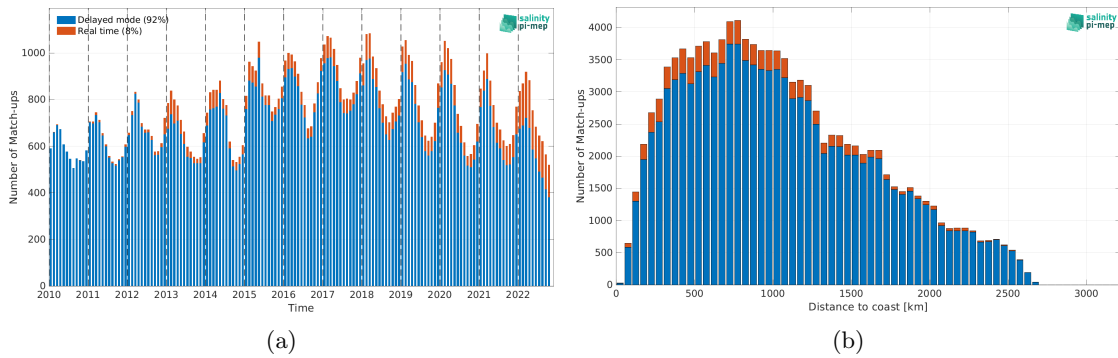 Delayed mode (92%)
Real time (8%)
salinity
pi-mep
Number of Match-ups
1000
800
600
400
200
0
2010 2011 2012 2013 2014 2015 2016 2017 2018 2019 2020 2021 2022
Time
(a)
salinity
pi-mep
Number of Match-ups
4000
3500
3000
2500
2000
1500
1000
500
0
0 500 1000 1500 2000 2500 3000
Distance to coast [km]
(b)